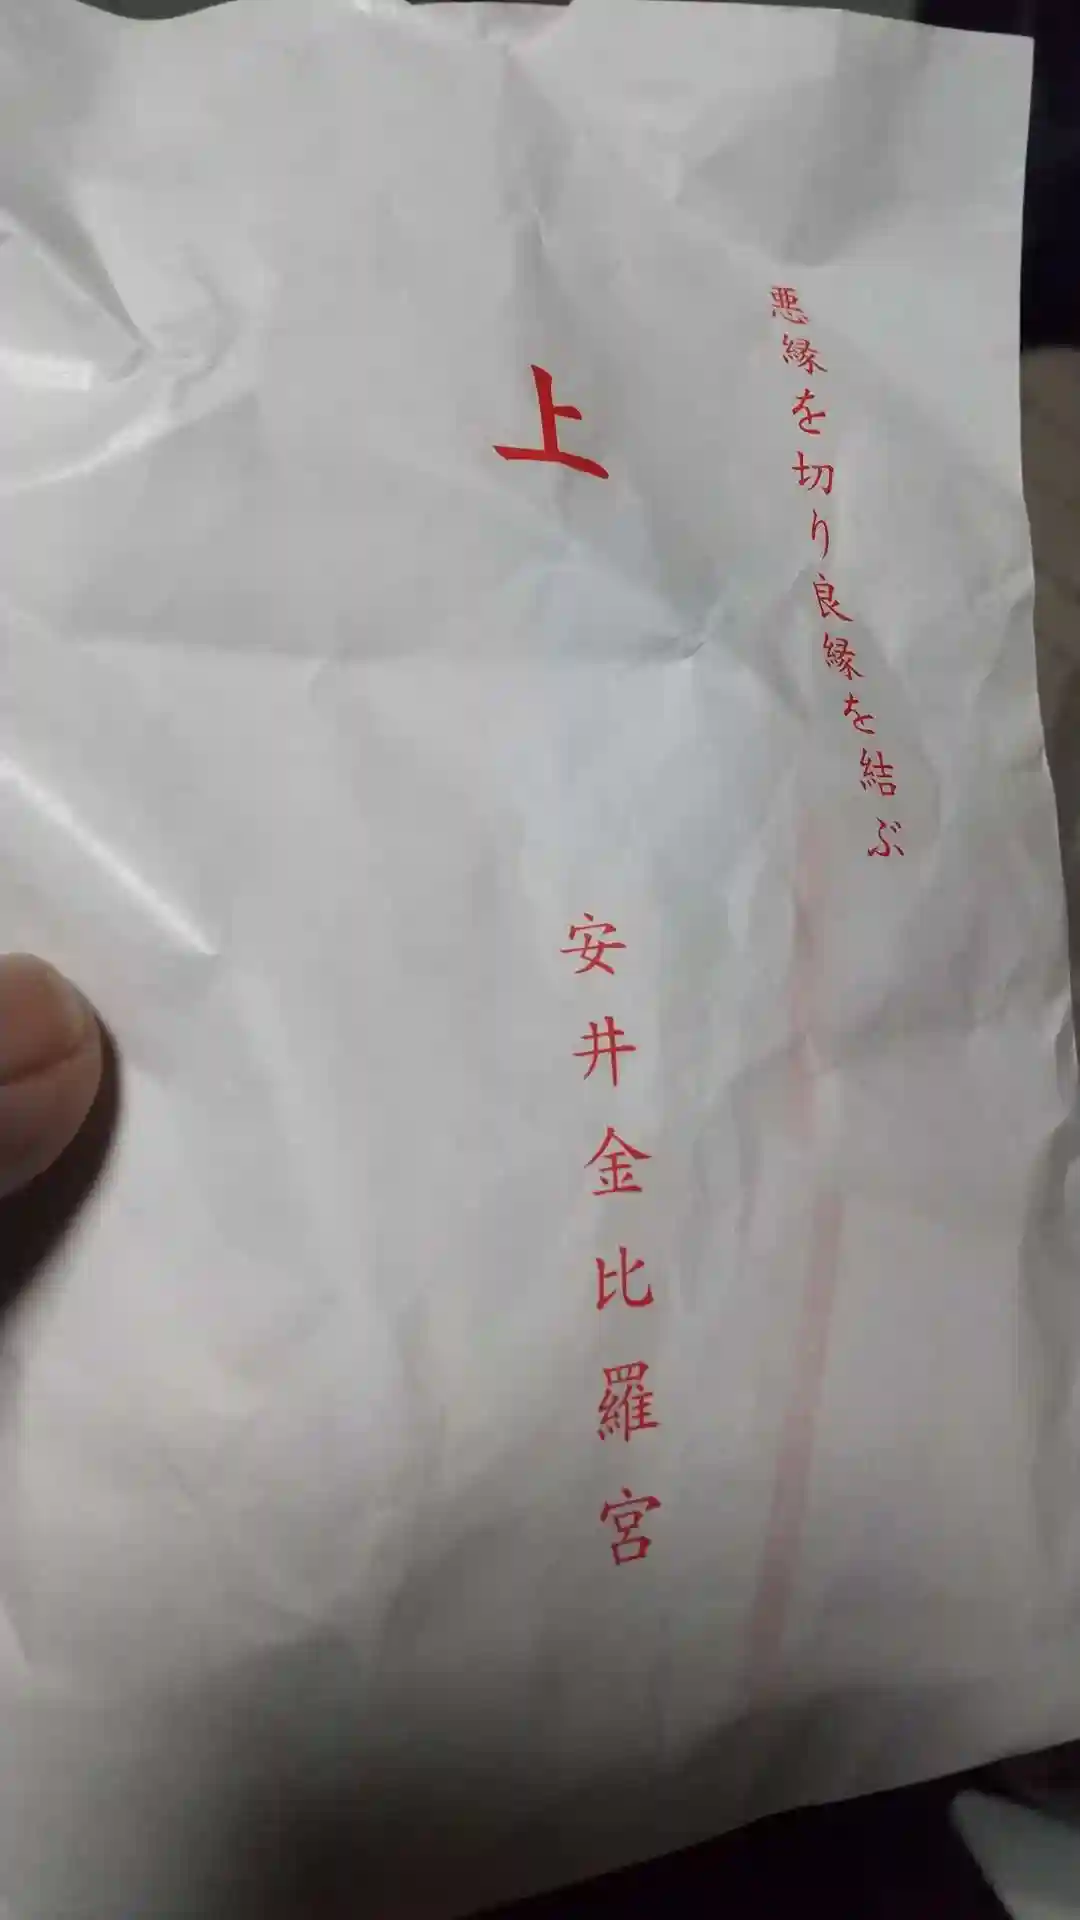 悪縁を切り良縁を結ぶ
上
安井金比羅宮